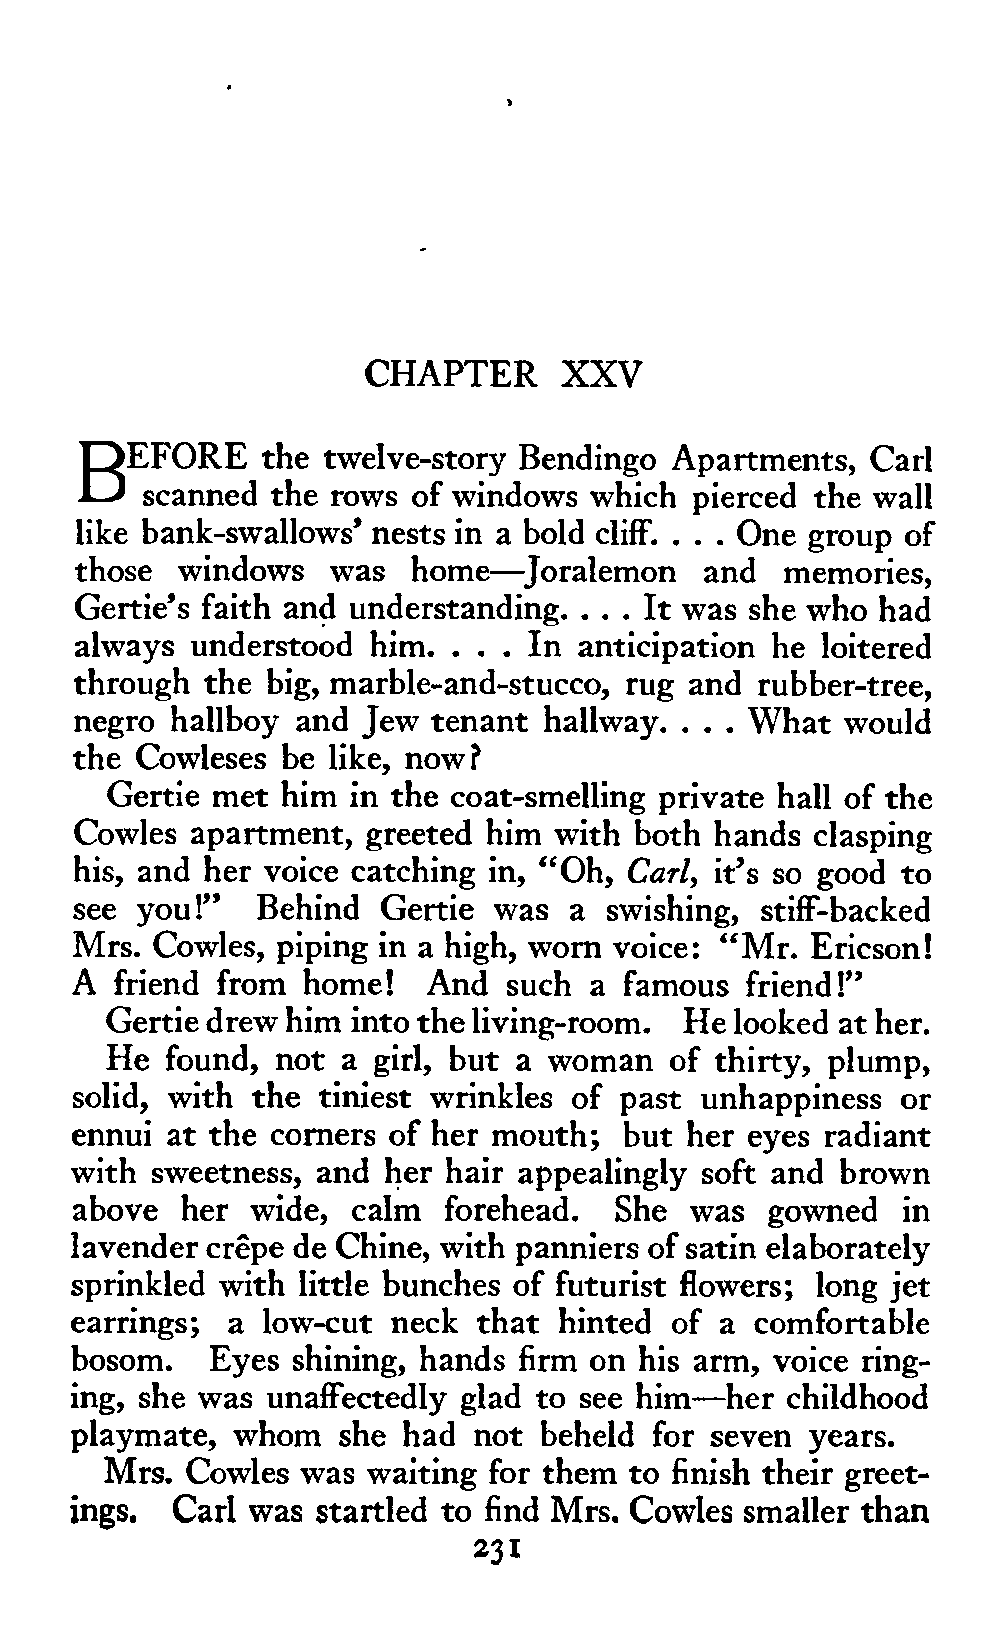 CHAPTER XXV
BEFORE the twelve-story Bendingo Apartments, Carl
scanned the rows of windows which pierced the wall
like bank-swallows' nests in a bold cliff. . . . One group of
those windows was home—Joralemon and memories,
Gertie's faith and understanding. . . . It was she who had
always understood him. . . . In anticipation he loitered
through the big, marble-and-stucco, rug and rubber-tree,
negro hallboy and Jew tenant hallway. . . . What would
the Cowleses be like, now?
Gertie met him in the coat-smelling private hall of the
Cowles apartment, greeted him with both hands clasping
his, and her voice catching in, "Oh, Carl, it's so good to
see you!" Behind Gertie was a swishing, stiff-backed
Mrs. Cowles, piping in a high, worn voice: "Mr. Ericson!
A friend from home! And such a famous friend!"
Gertie drew him into the living-room. He looked at her.
He found, not a girl, but a woman of thirty, plump,
solid, with the tiniest wrinkles of past unhappiness or
ennui at the corners of her mouth; but her eyes radiant
with sweetness, and her hair appealingly soft and brown
above her wide, calm forehead. She was gowned in
lavender crêpe de Chine, with panniers of satin elaborately
sprinkled with little bunches of futurist flowers; long jet
earrings; a low-cut neck that hinted of a comfortable
bosom. Eyes shining, hands firm on his arm, voice ring-
ing, she was unaffectedly glad to see him—her childhood
playmate, whom she had not beheld for seven years.
Mrs. Cowles was waiting for them to finish their greet-
ings. Carl was startled to find Mrs. Cowles smaller than
231